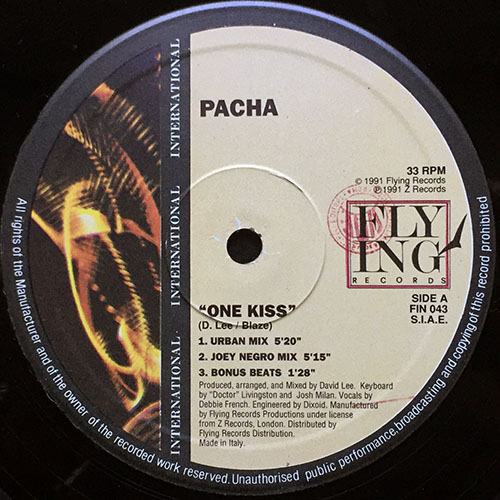 PACHA
33 RPM
© 1991 Flying Records
℗ 1991 Z Records
FLY
ING
RECORDS
SIDE A
FIN 043
S.I.A.E.
"ONE KISS"
(D. Lee / Blaze)
1. URBAN MIX 5'20"
2. JOEY NEGRO MIX 5'15"
3. BONUS BEATS 1'28"
Produced, arranged, and Mixed by David Lee. Keyboard
by "Doctor" Livingston and Josh Milan. Vocals by
Debbie French. Engineered by Dixoid. Manufactured
by Flying Records Productions under license
from Z Records, London. Distributed by
Flying Records Distribution.
Made in Italy.
INTERNATIONAL · INTERNATIONAL · INTERNATIONAL · INTERNATIONAL
All rights of the Manufacturer and of the owner of the recorded work reserved. Unauthorised public performance, broadcasting and copying of this record prohibited